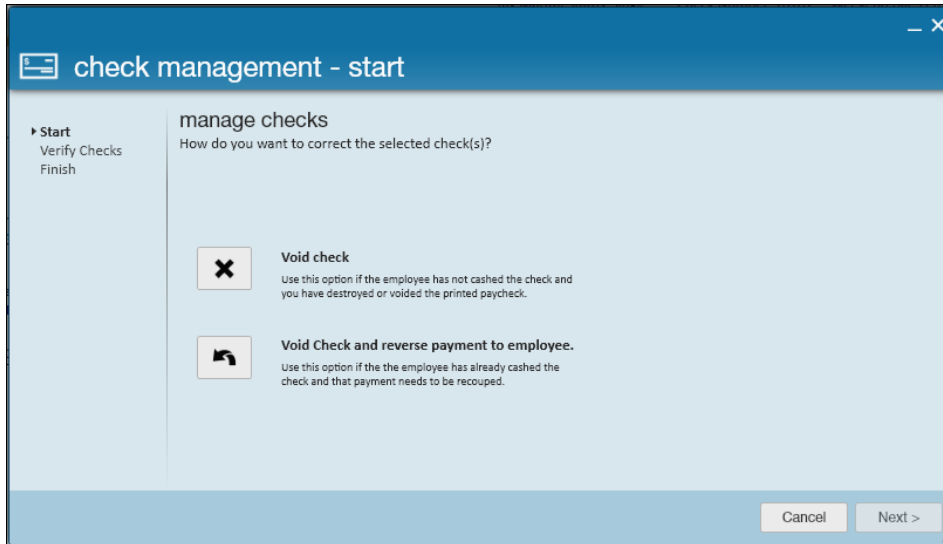 check management - start
Start
Verify Checks
Finish
manage checks
How do you want to correct the selected check(s)?
Void check
Use this option if the employee has not cashed the check and
you have destroyed or voided the printed paycheck.
Void Check and reverse payment to employee.
Use this option if the the employee has already cashed the
check and that payment needs to be recouped.
Cancel
Next >